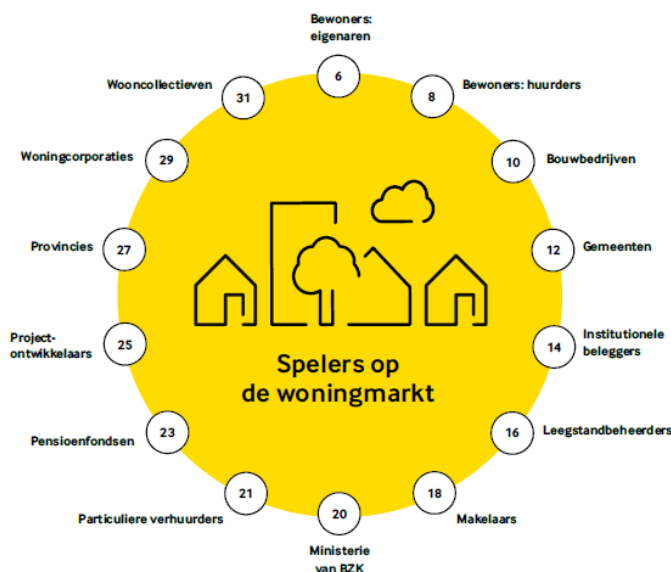 Bewoners:
eigenaren
6
Bewoners: huurders
8
Bouwbedrijven
10
Gemeenten
12
Institutionele
beleggers
14
Leegstandbeheerders
16
Makelaars
18
Ministerie
van BZK
20
Particuliere verhuurders
21
Pensioenfondsen
23
Project-
ontwikkelaars
25
Provincies
27
Woningcorporaties
29
Wooncollectieven
31
Spelers op
de woningmarkt